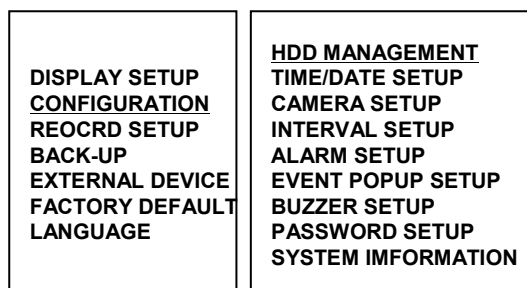 DISPLAY SETUP
CONFIGURATION
REOCRD SETUP
BACK-UP
EXTERNAL DEVICE
FACTORY DEFAULT
LANGUAGE
HDD MANAGEMENT
TIME/DATE SETUP
CAMERA SETUP
INTERVAL SETUP
ALARM SETUP
EVENT POPUP SETUP
BUZZER SETUP
PASSWORD SETUP
SYSTEM IMFORMATION